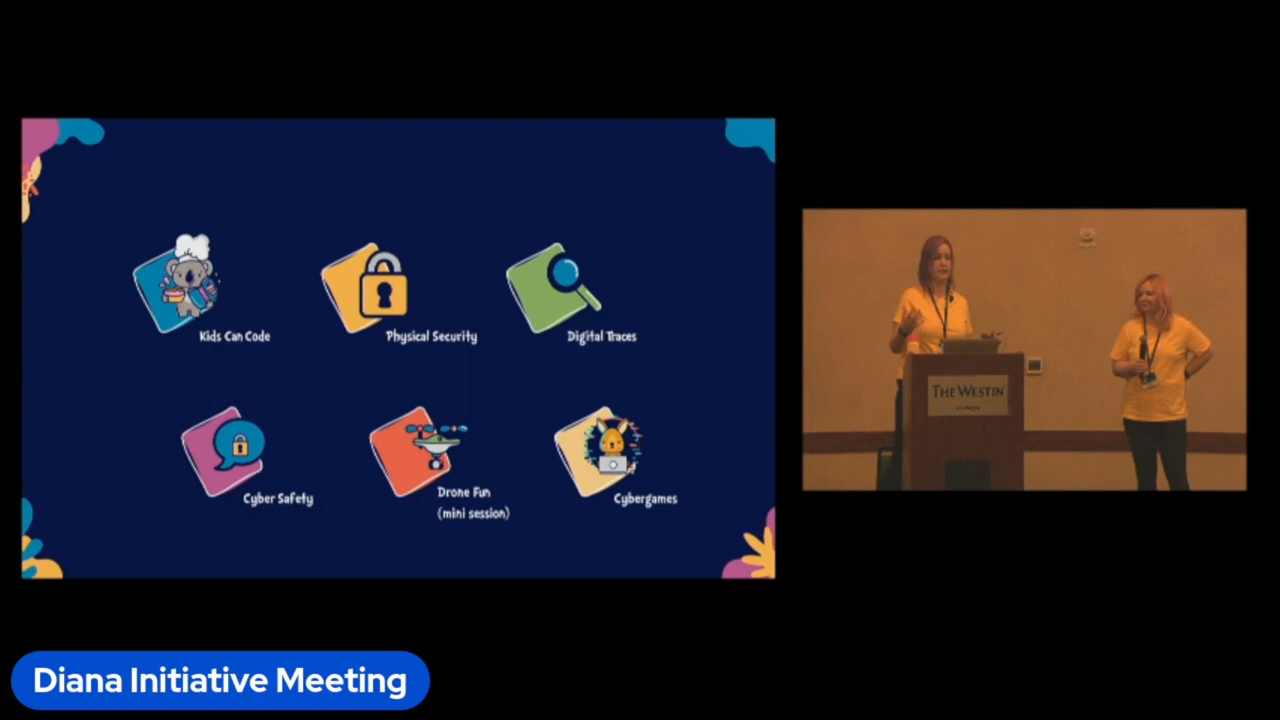 Kids Can Code
Physical Security
Digital Traces
Cyber Safety
Drone Fun
(mini session)
Cybergames
THE WESTIN
Diana Initiative Meeting